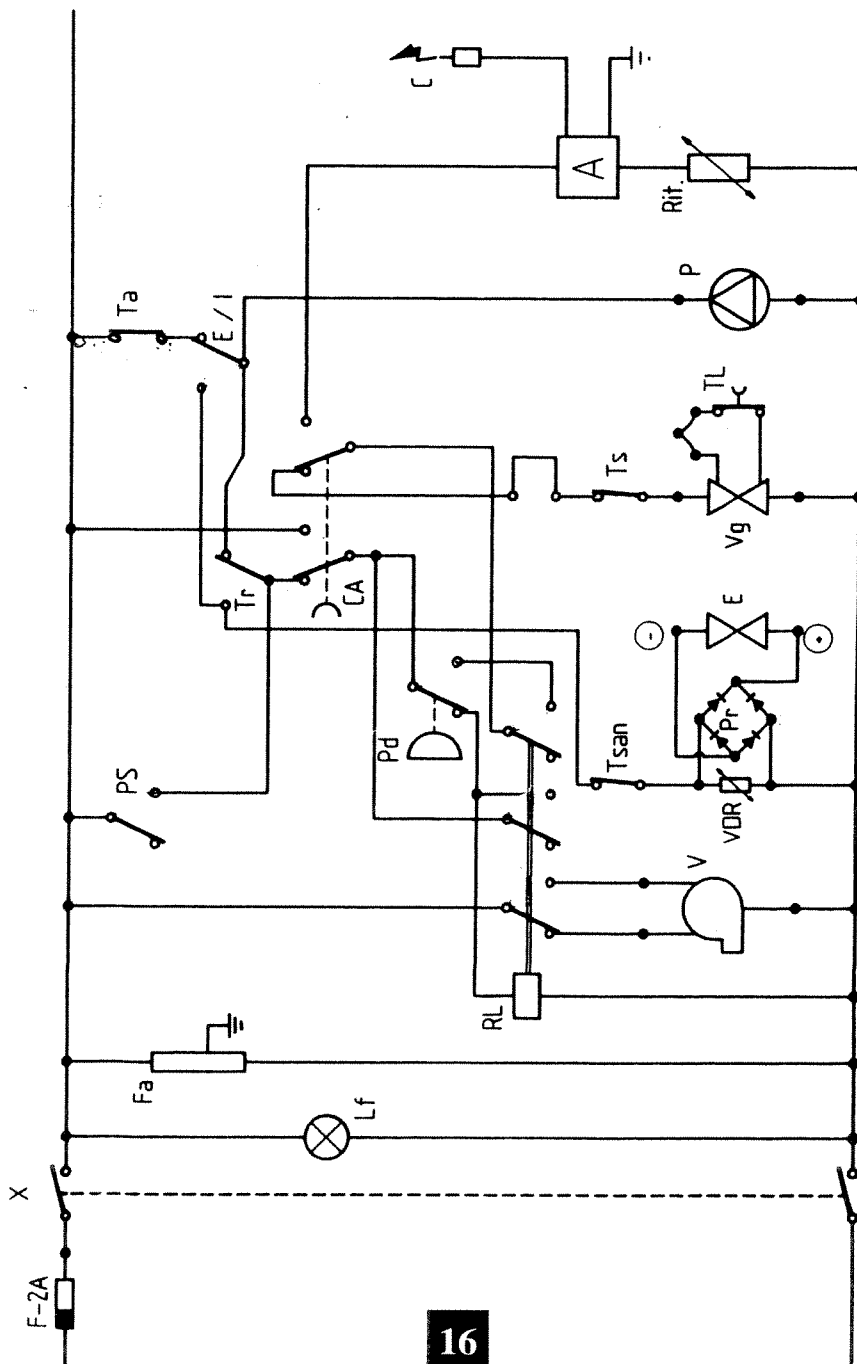 F-2A
X
Lf
Fa
RL
V
PS
VDR
Pr
E
-
+
Tsan
Pd
Tr
CA
Vg
Ts
TL
E / I
Ta
P
Rit.
A
C
16